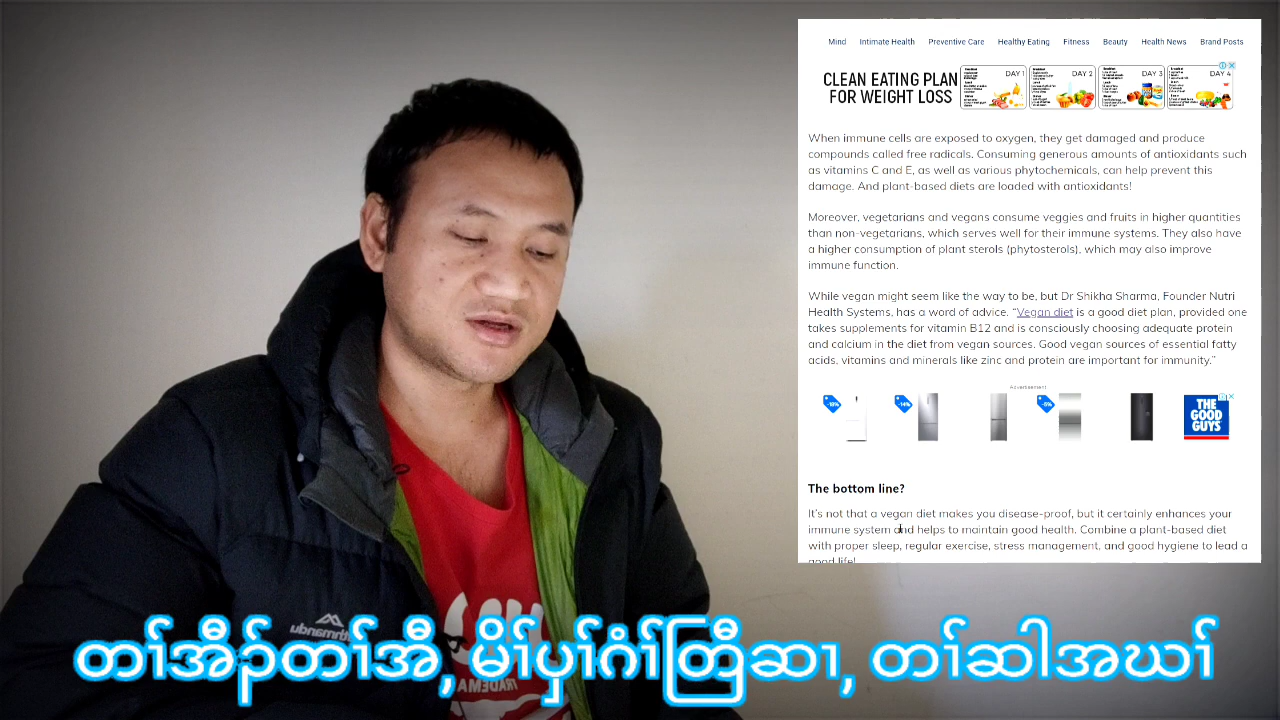 Mind Intimate Health Preventive Care Healthy Eating Fitness Beauty Health News Brand Posts
CLEAN EATING PLAN
FOR WEIGHT LOSS
DAY 1
DAY 2
DAY 3
DAY 4
When immune cells are exposed to oxygen, they get damaged and produce
compounds called free radicals. Consuming generous amounts of antioxidants such
as vitamins C and E, as well as various phytochemicals, can help prevent this
damage. And plant-based diets are loaded with antioxidants!
Moreover, vegetarians and vegans consume veggies and fruits in higher quantities
than non-vegetarians, which serves well for their immune systems. They also have
a higher consumption of plant sterols (phytosterols), which may also improve
immune function.
While vegan might seem like the way to be, but Dr Shikha Sharma, Founder Nutri
Health Systems, has a word of advice. “Vegan diet is a good diet plan, provided one
takes supplements for vitamin B12 and is consciously choosing adequate protein
and calcium in the diet from vegan sources. Good vegan sources of essential fatty
acids, vitamins and minerals like zinc and protein are important for immunity.”
Advertisement
THE
GOOD
GUYS
The bottom line?
It’s not that a vegan diet makes you disease-proof, but it certainly enhances your
immune system and helps to maintain good health. Combine a plant-based diet
with proper sleep, regular exercise, stress management, and good hygiene to lead a
good life!
တၢ်အီၣ်တၢ်အီ, မိၢ်ပှၢ်ဂံၢ်တြီဆၢ, တၢ်ဆါအဃၢ်
TRADEMA